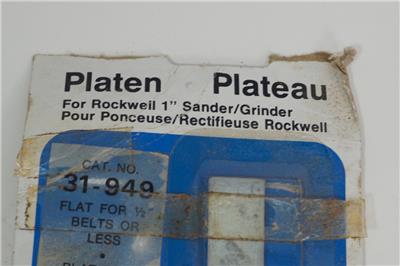 Platen Plateau
For Rockwell 1" Sander/Grinder
Pour Ponceuse/Rectifieuse Rockwell
CAT. NO.
31-949
FLAT FOR ½"
BELTS OR
LESS